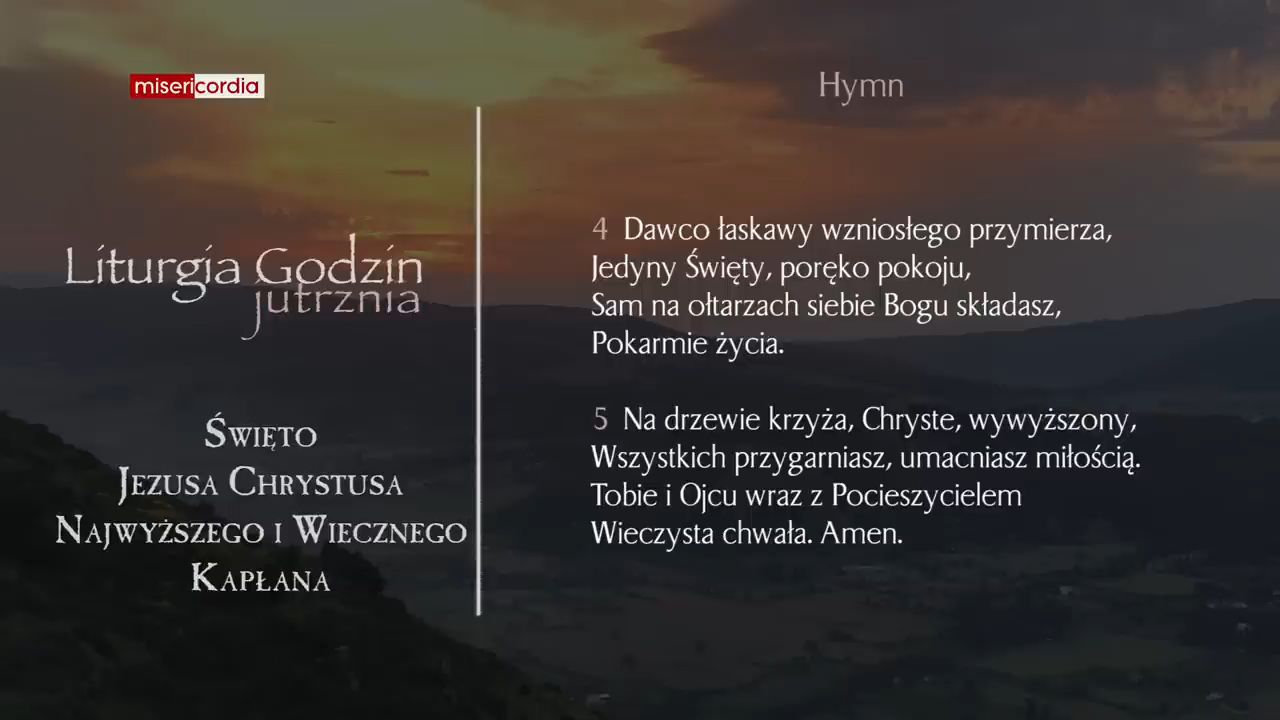 misericordia
Liturgia Godzin
jutrznia
Święto
Jezusa Chrystusa
Najwyższego i Wiecznego
Kapłana
Hymn
4 Dawco łaskawy wzniosłego przymierza,
Jedyny Święty, poręko pokoju,
Sam na ołtarzach siebie Bogu składasz,
Pokarmie życia.
5 Na drzewie krzyża, Chryste, wywyższony,
Wszystkich przygarniasz, umacniasz miłością.
Tobie i Ojcu wraz z Pocieszycielem
Wieczysta chwała. Amen.